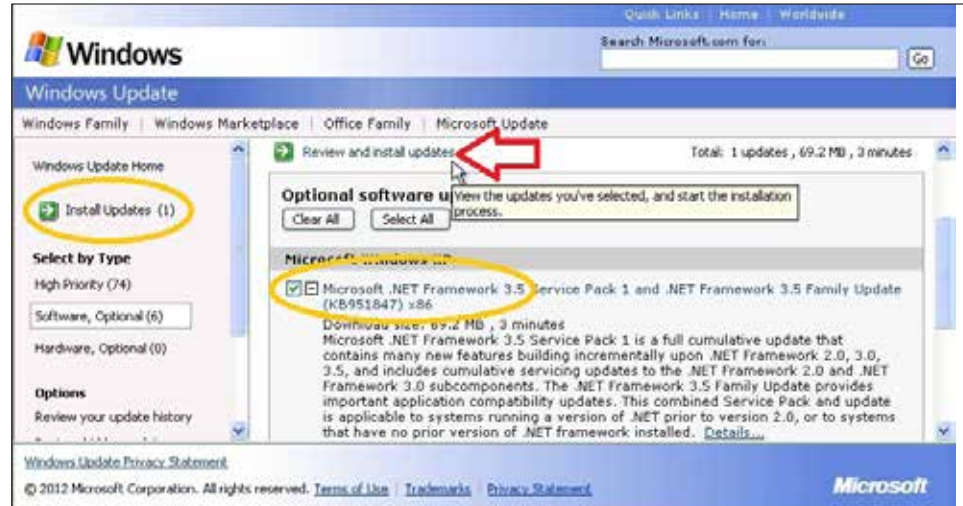 Quick Links | Home | Worldwide
Windows
Search Microsoft.com for:
Go
Windows Update
Windows Family | Windows Marketplace | Office Family | Microsoft Update
Windows Update Home
Install Updates (1)
Select by Type
High Priority (74)
Software, Optional (6)
Hardware, Optional (0)
Options
Review your update history
Review and install updates
Total: 1 updates , 69.2 MB , 3 minutes
Optional software u
View the updates you've selected, and start the installation
process.
Clear All
Select All
Microsoft Windows XP
Microsoft .NET Framework 3.5 Service Pack 1 and .NET Framework 3.5 Family Update
(KB951847) x86
Download size: 69.2 MB , 3 minutes
Microsoft .NET Framework 3.5 Service Pack 1 is a full cumulative update that
contains many new features building incrementally upon .NET Framework 2.0, 3.0,
3.5, and includes cumulative servicing updates to the .NET Framework 2.0 and .NET
Framework 3.0 subcomponents. The .NET Framework 3.5 Family Update provides
important application compatibility updates. This combined Service Pack and update
is applicable to systems running a version of .NET prior to version 2.0, or to systems
that have no prior version of .NET framework installed. Details...
Windows Update Privacy Statement
© 2012 Microsoft Corporation. All rights reserved. Terms of Use | Trademarks | Privacy Statement
Microsoft